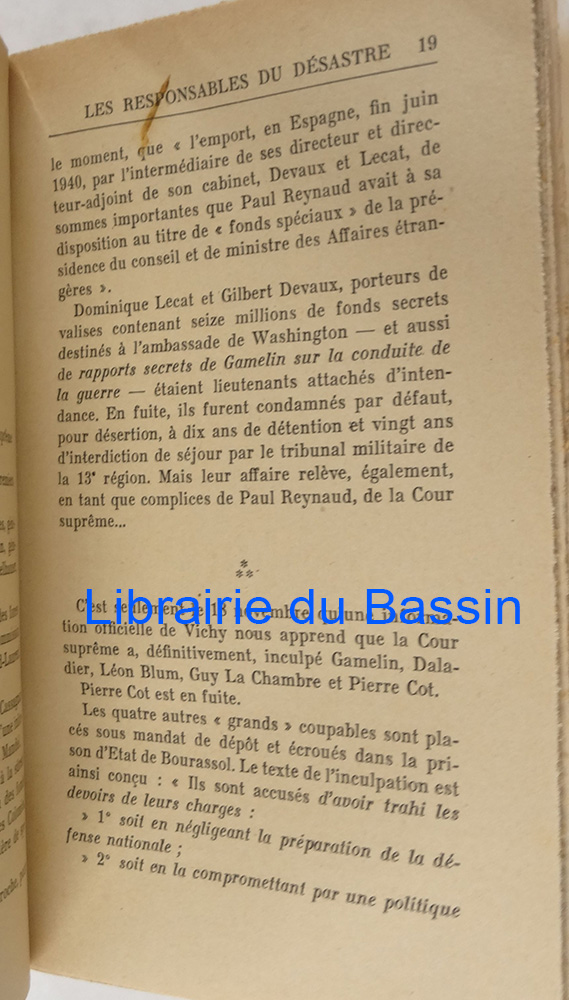 LES RESPONSABLES DU DÉSASTRE 19
le moment, que « l'emport, en Espagne, fin juin
1940, par l'intermédiaire de ses directeur et direc-
teur-adjoint de son cabinet, Devaux et Lecat, de
sommes importantes que Paul Reynaud avait à sa
disposition au titre de « fonds spéciaux » de la pré-
sidence du conseil et de ministre des Affaires étran-
gères ».
Dominique Lecat et Gilbert Devaux, porteurs de
valises contenant seize millions de fonds secrets
destinés à l'ambassade de Washington — et aussi
de rapports secrets de Gamelin sur la conduite de
la guerre — étaient lieutenants attachés d'inten-
dance. En fuite, ils furent condamnés par défaut,
pour désertion, à dix ans de détention et vingt ans
d'interdiction de séjour par le tribunal militaire de
la 13e région. Mais leur affaire relève, également,
en tant que complices de Paul Reynaud, de la Cour
suprême...
*
**
C'est seulement le 18 novembre qu'une informa-
Librairie du Bassin
tion officielle de Vichy nous apprend que la Cour
suprême a, définitivement, inculpé Gamelin, Dala-
dier, Léon Blum, Guy La Chambre et Pierre Cot.
Pierre Cot est en fuite.
Les quatre autres « grands » coupables sont pla-
cés sous mandat de dépôt et écroués dans la pri-
son d'Etat de Bourassol. Le texte de l'inculpation est
ainsi conçu : « Ils sont accusés d'avoir trahi les
devoirs de leurs charges :
» 1° soit en négligeant la préparation de la dé-
fense nationale ;
» 2° soit en la compromettant par une politique